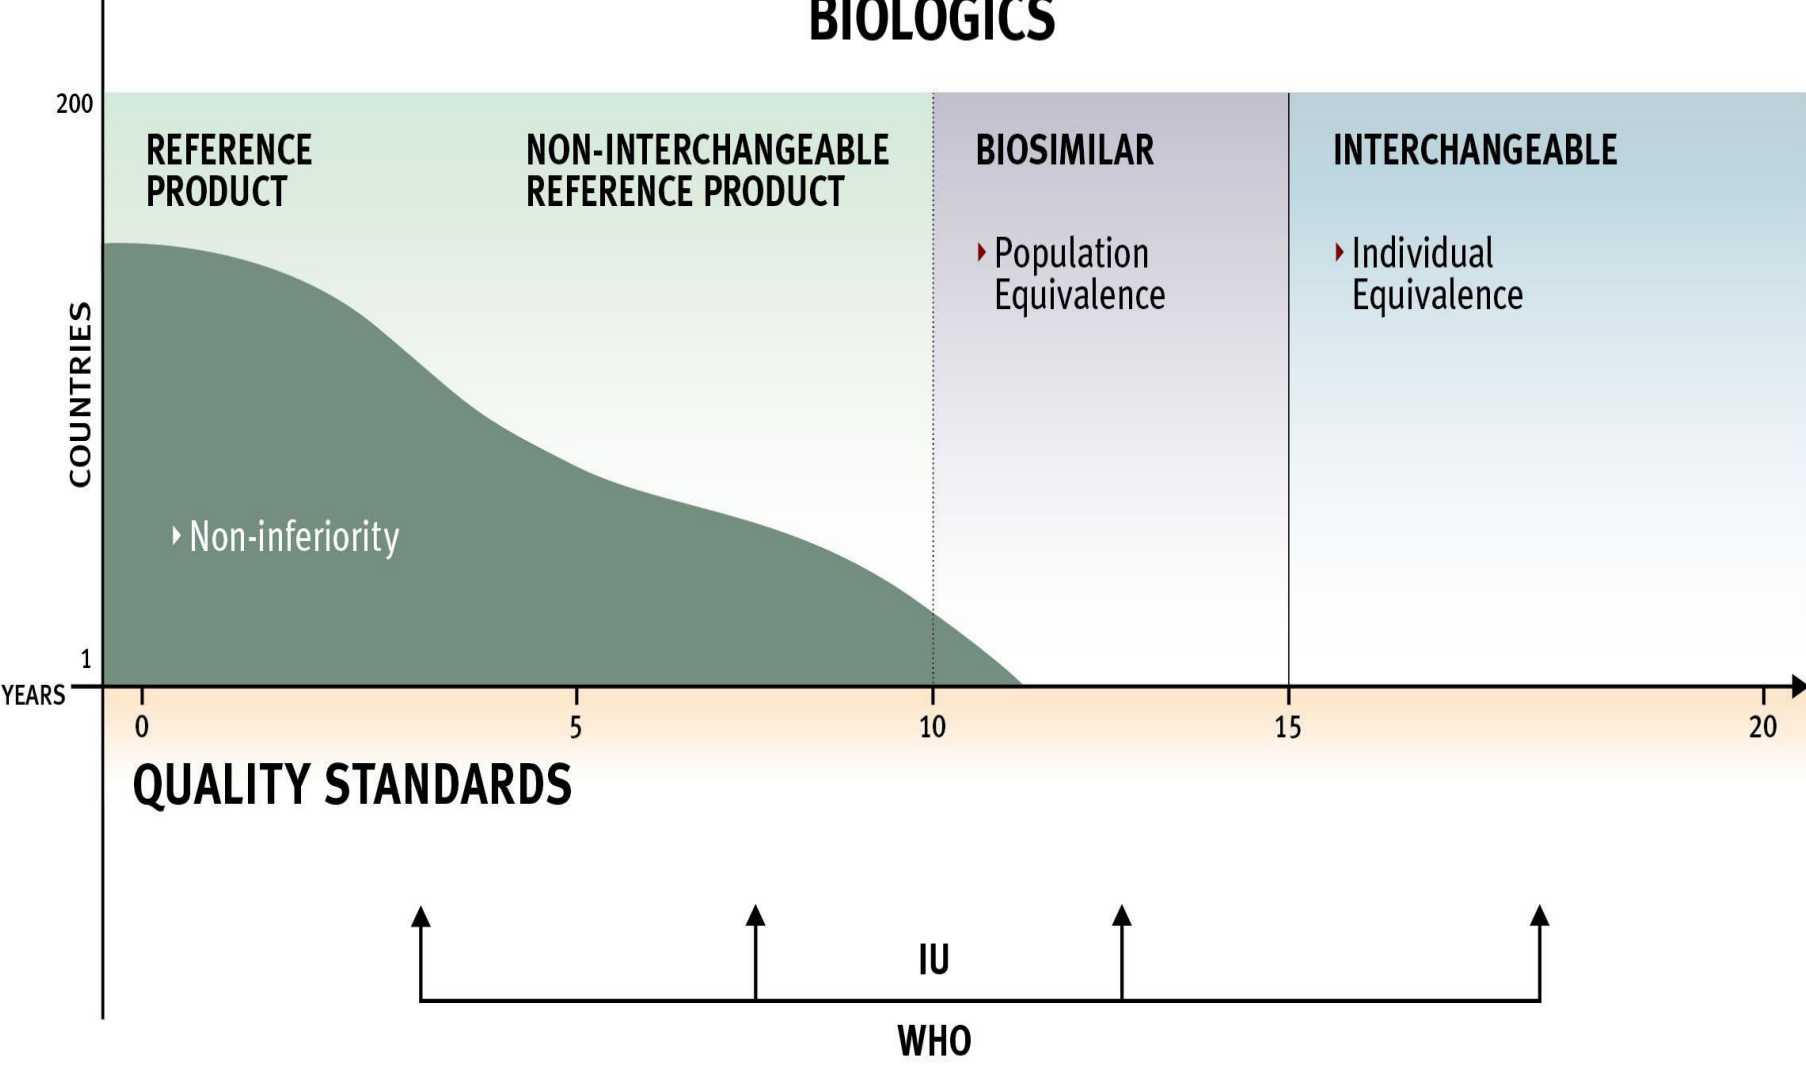 BIOLOGICS
200
REFERENCE
PRODUCT
NON-INTERCHANGEABLE
REFERENCE PRODUCT
BIOSIMILAR
INTERCHANGEABLE
Population
Equivalence
Individual
Equivalence
COUNTRIES
Non-inferiority
1
YEARS
0 5 10 15 20
QUALITY STANDARDS
IU
WHO